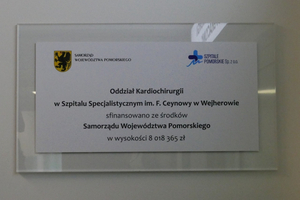 SAMORZĄD
WOJEWÓDZTWA POMORSKIEGO
SZPITALE
POMORSKIE Sp. z o.o.
Oddział Kardiochirurgii
w Szpitalu Specjalistycznym im. F. Ceynowy w Wejherowie
sfinansowano ze środków
Samorządu Województwa Pomorskiego
w wysokości 8 018 365 zł